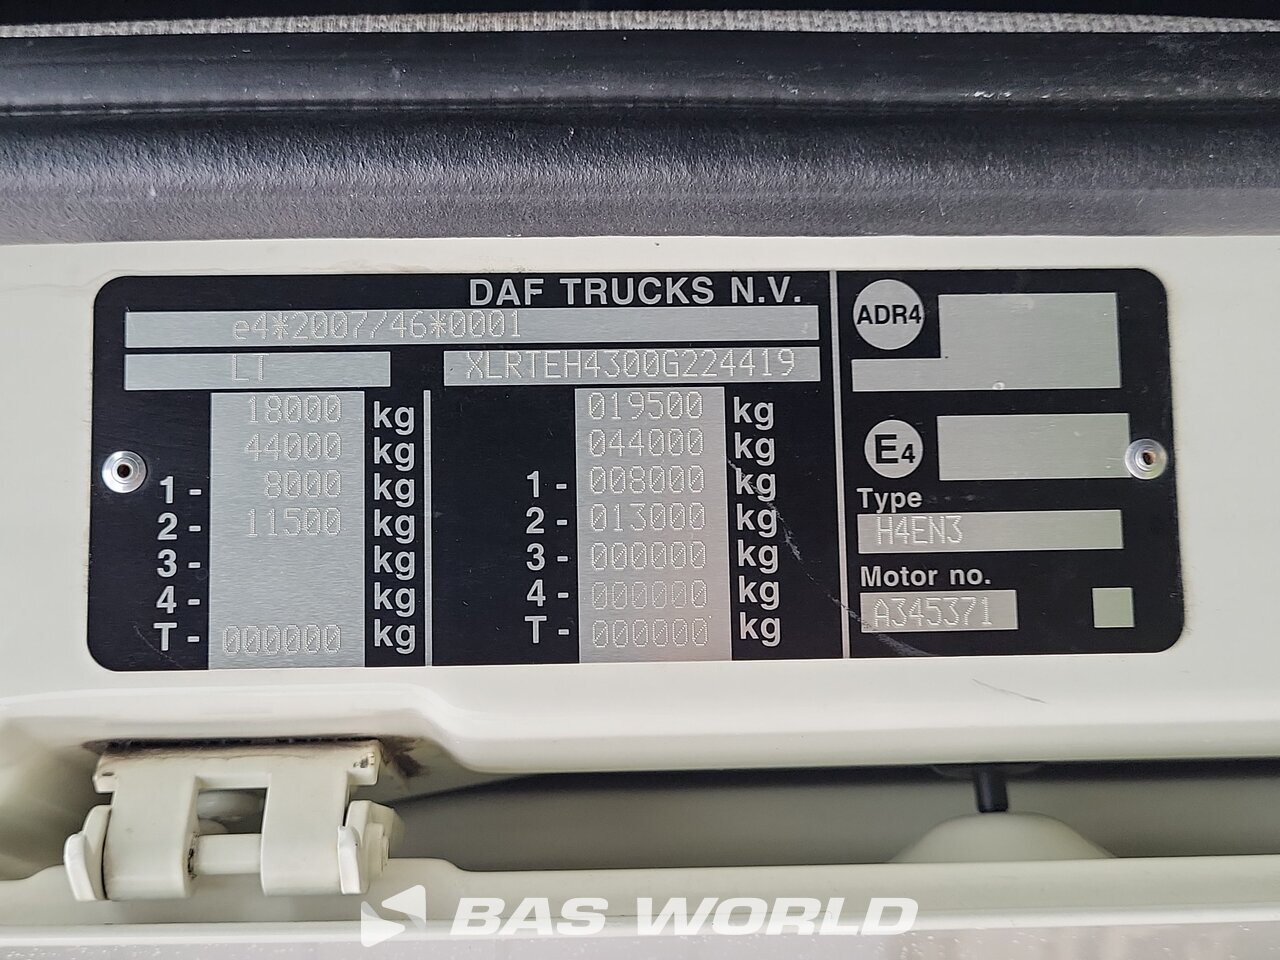 DAF TRUCKS N.V.
e4*2007/46*0001
LT
XLRTEH4300G224419
18000 kg
44000 kg
1- 8000 kg
2- 11500 kg
3- kg
4- kg
T- 000000 kg
019500 kg
044000 kg
1- 008000 kg
2- 013000 kg
3- 000000 kg
4- 000000 kg
T- 000000 kg
ADR4
E4
Type
H4EN3
Motor no.
A345371
BAS WORLD